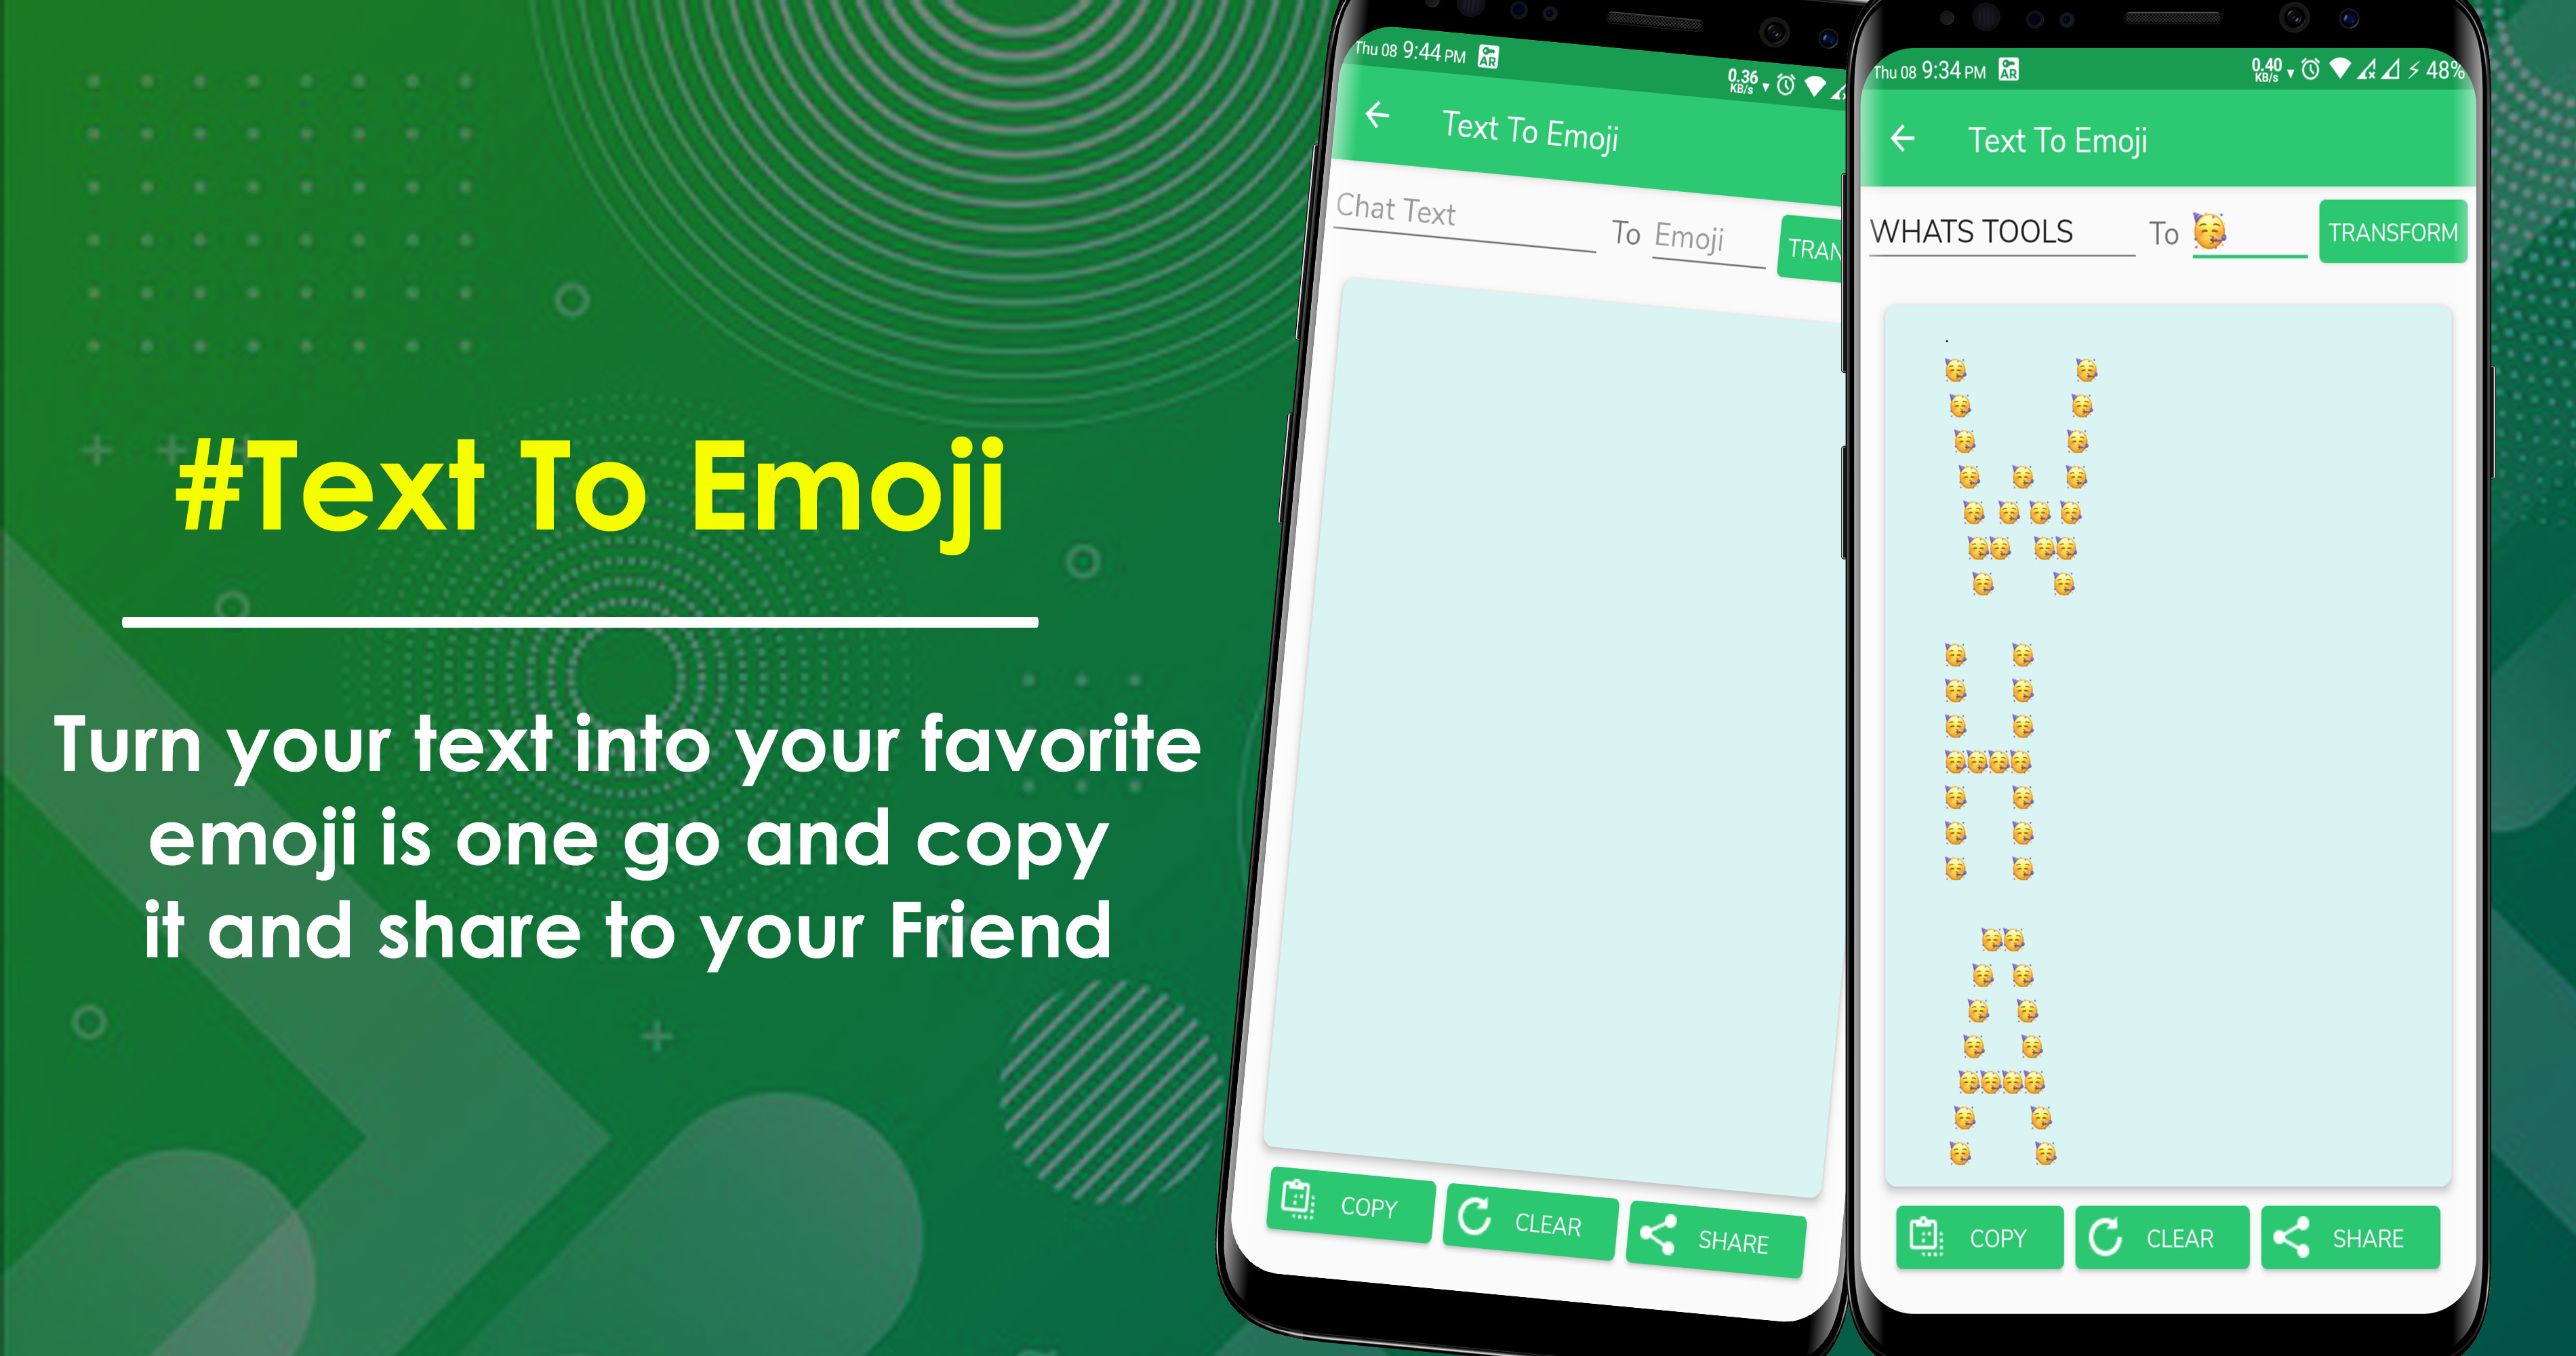 #Text To Emoji
Turn your text into your favorite
emoji is one go and copy
it and share to your Friend
Thu 08 9:44 PM AR 0.36 KB/s
Text To Emoji
Chat Text To Emoji TRAN
COPY CLEAR SHARE
Thu 08 9:34 PM AR 0.40 KB/s 48%
Text To Emoji
WHATS TOOLS To 🥳 TRANSFORM
.
🥳 🥳
🥳 🥳
🥳 🥳
🥳 🥳 🥳
🥳 🥳 🥳 🥳
🥳🥳 🥳🥳
🥳 🥳
🥳 🥳
🥳 🥳
🥳 🥳
🥳🥳🥳🥳
🥳 🥳
🥳 🥳
🥳 🥳
🥳🥳
🥳 🥳
🥳 🥳
🥳 🥳
🥳🥳🥳🥳
🥳 🥳
🥳 🥳
COPY CLEAR SHARE